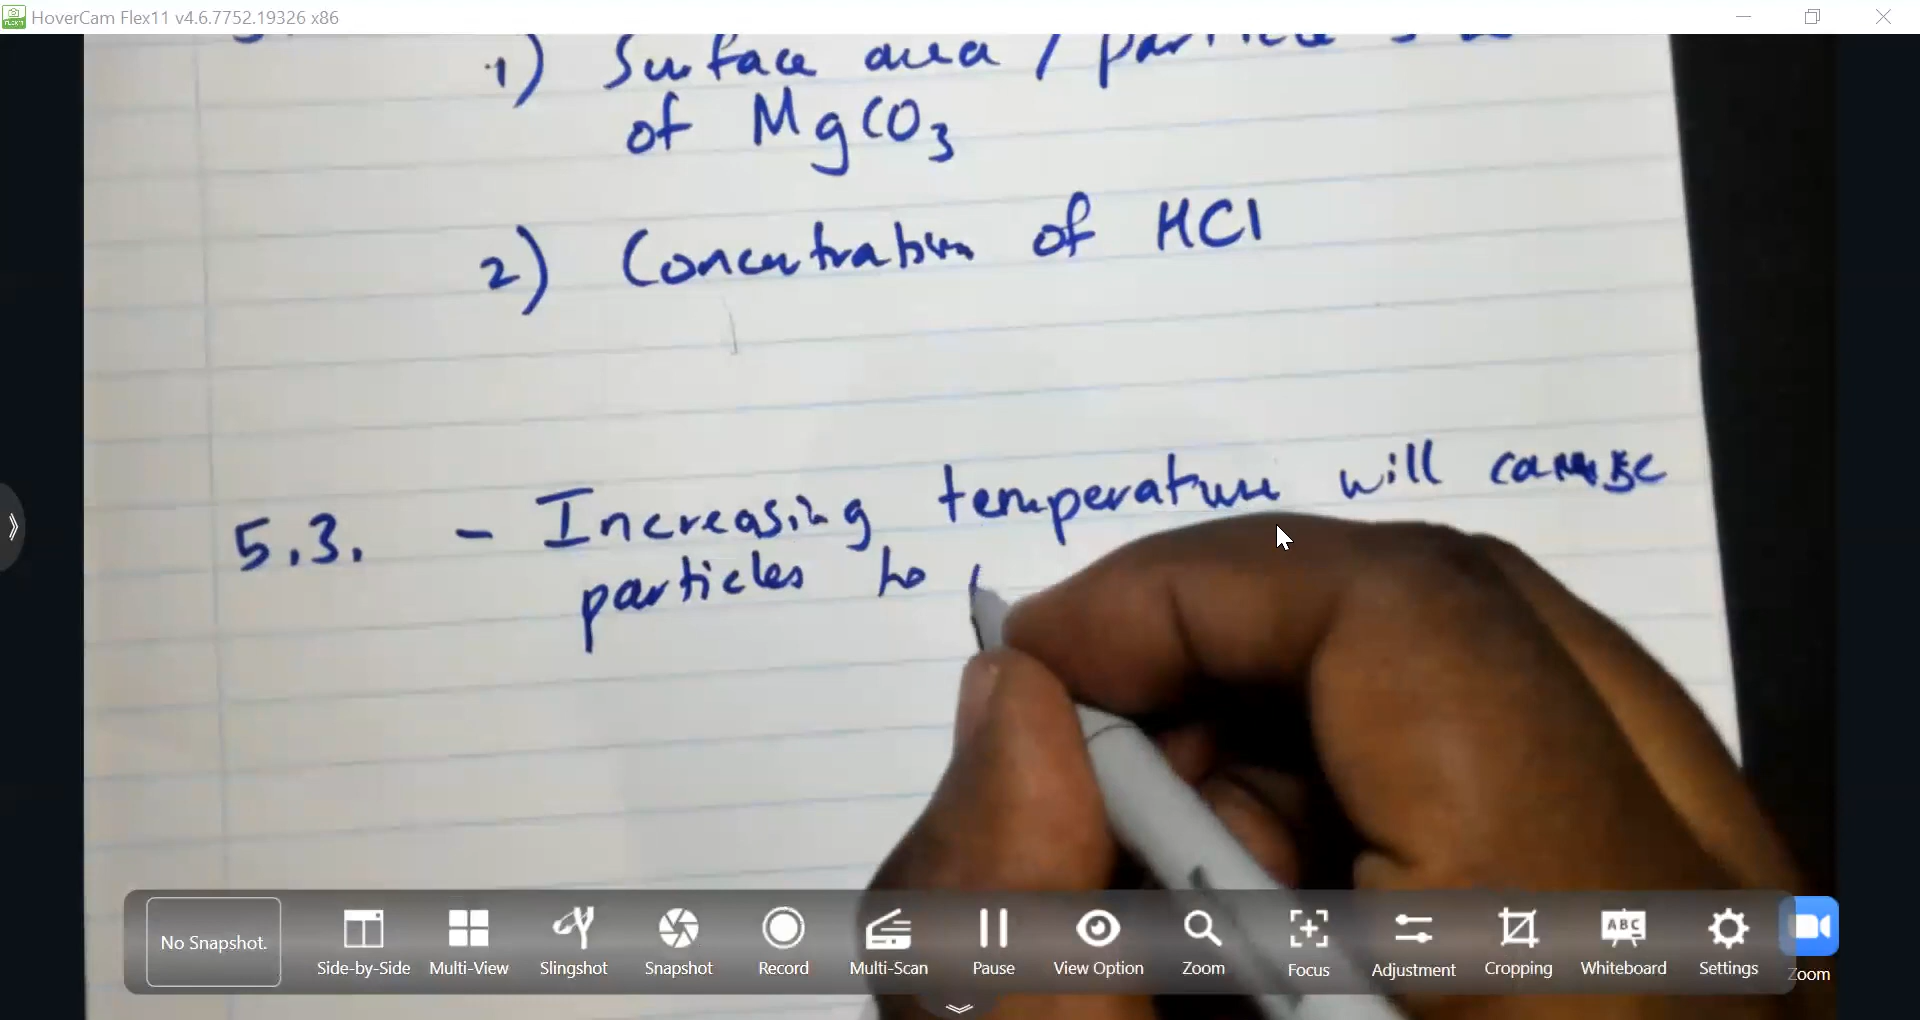 HoverCam Flex11 v4.6.7752.19326 x86
1) Surface area /
of MgCO3
2) Concentration of HCl
5.3. - Increasing temperature will cause
particles to
No Snapshot.
Side-by-Side Multi-View Slingshot Snapshot Record Multi-Scan Pause View Option Zoom Focus Adjustment Cropping Whiteboard Settings Zoom
ABC